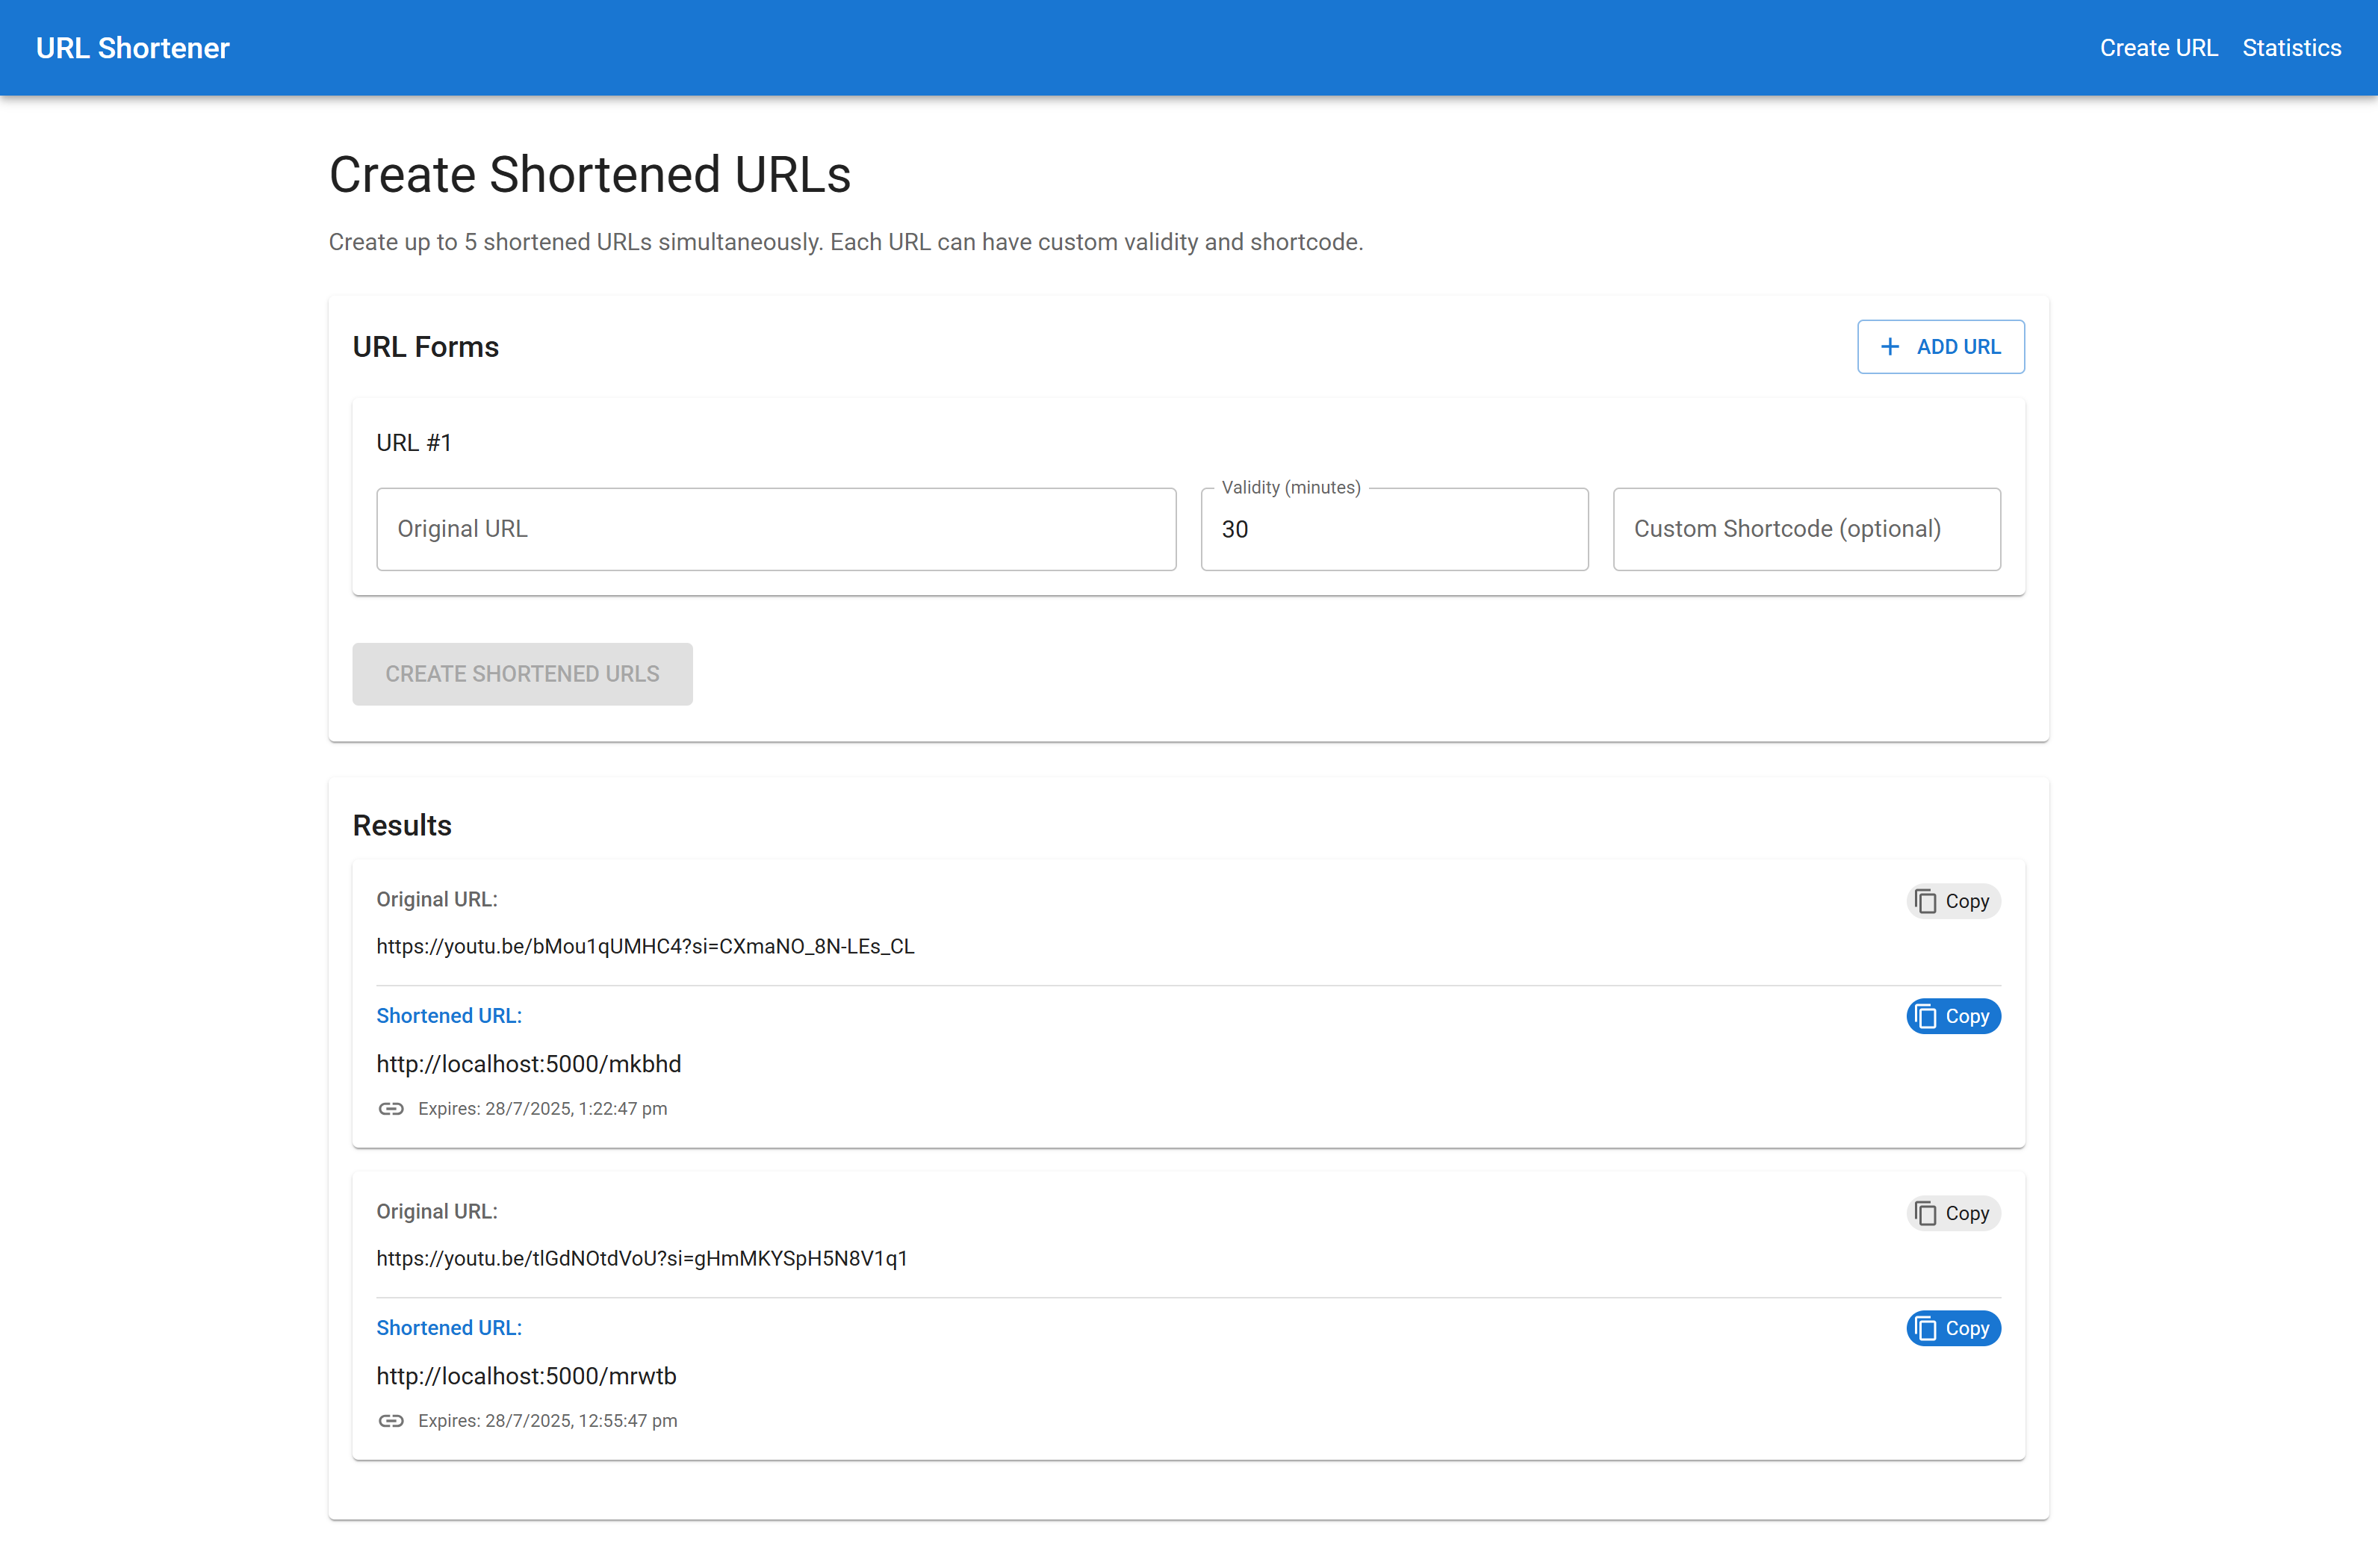 URL Shortener
Create URL Statistics
Create Shortened URLs
Create up to 5 shortened URLs simultaneously. Each URL can have custom validity and shortcode.
URL Forms
ADD URL
URL #1
Original URL
Validity (minutes)
30
Custom Shortcode (optional)
CREATE SHORTENED URLS
Results
Original URL:
Copy
https://youtu.be/bMou1qUMHC4?si=CXmaNO_8N-LEs_CL
Shortened URL:
Copy
http://localhost:5000/mkbhd
Expires: 28/7/2025, 1:22:47 pm
Original URL:
Copy
https://youtu.be/tlGdNOtdVoU?si=gHmMKYSpH5N8V1q1
Shortened URL:
Copy
http://localhost:5000/mrwtb
Expires: 28/7/2025, 12:55:47 pm